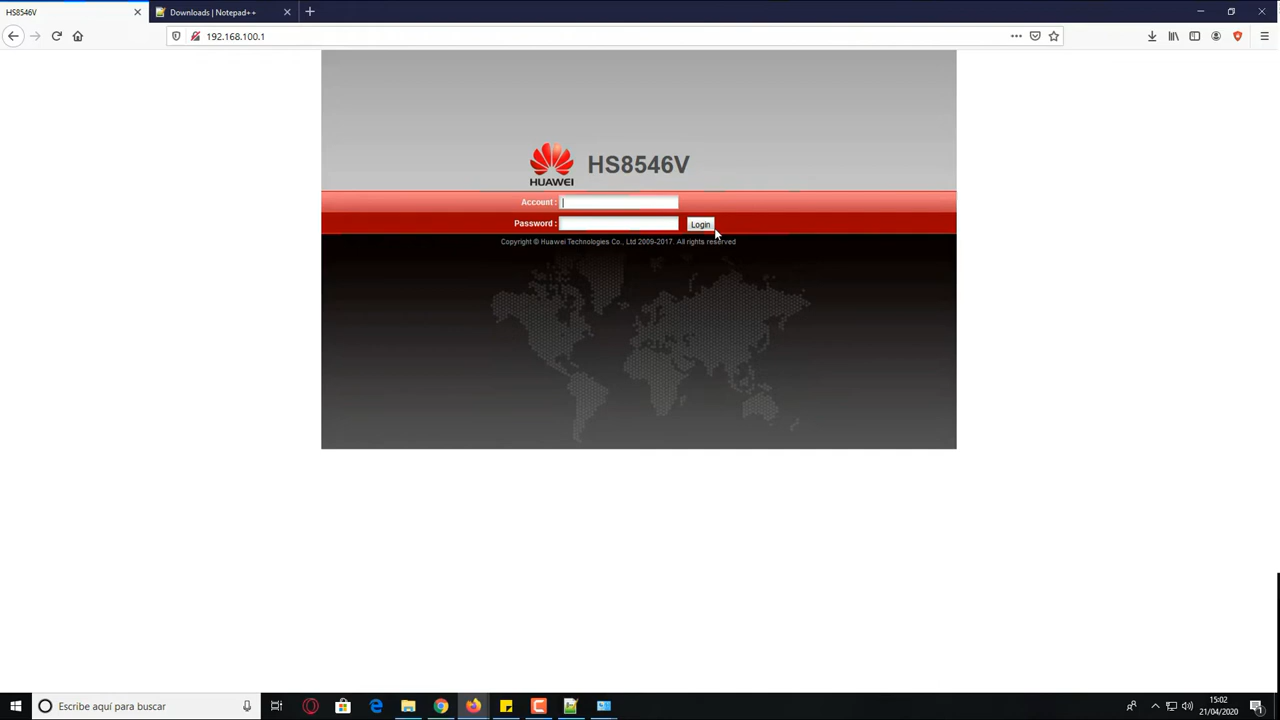 HS8546V
Downloads | Notepad++
192.168.100.1
HUAWEI
HS8546V
Account :
Password :
Login
Copyright © Huawei Technologies Co., Ltd 2009-2017. All rights reserved
Escribe aquí para buscar
15:02
21/04/2020
1